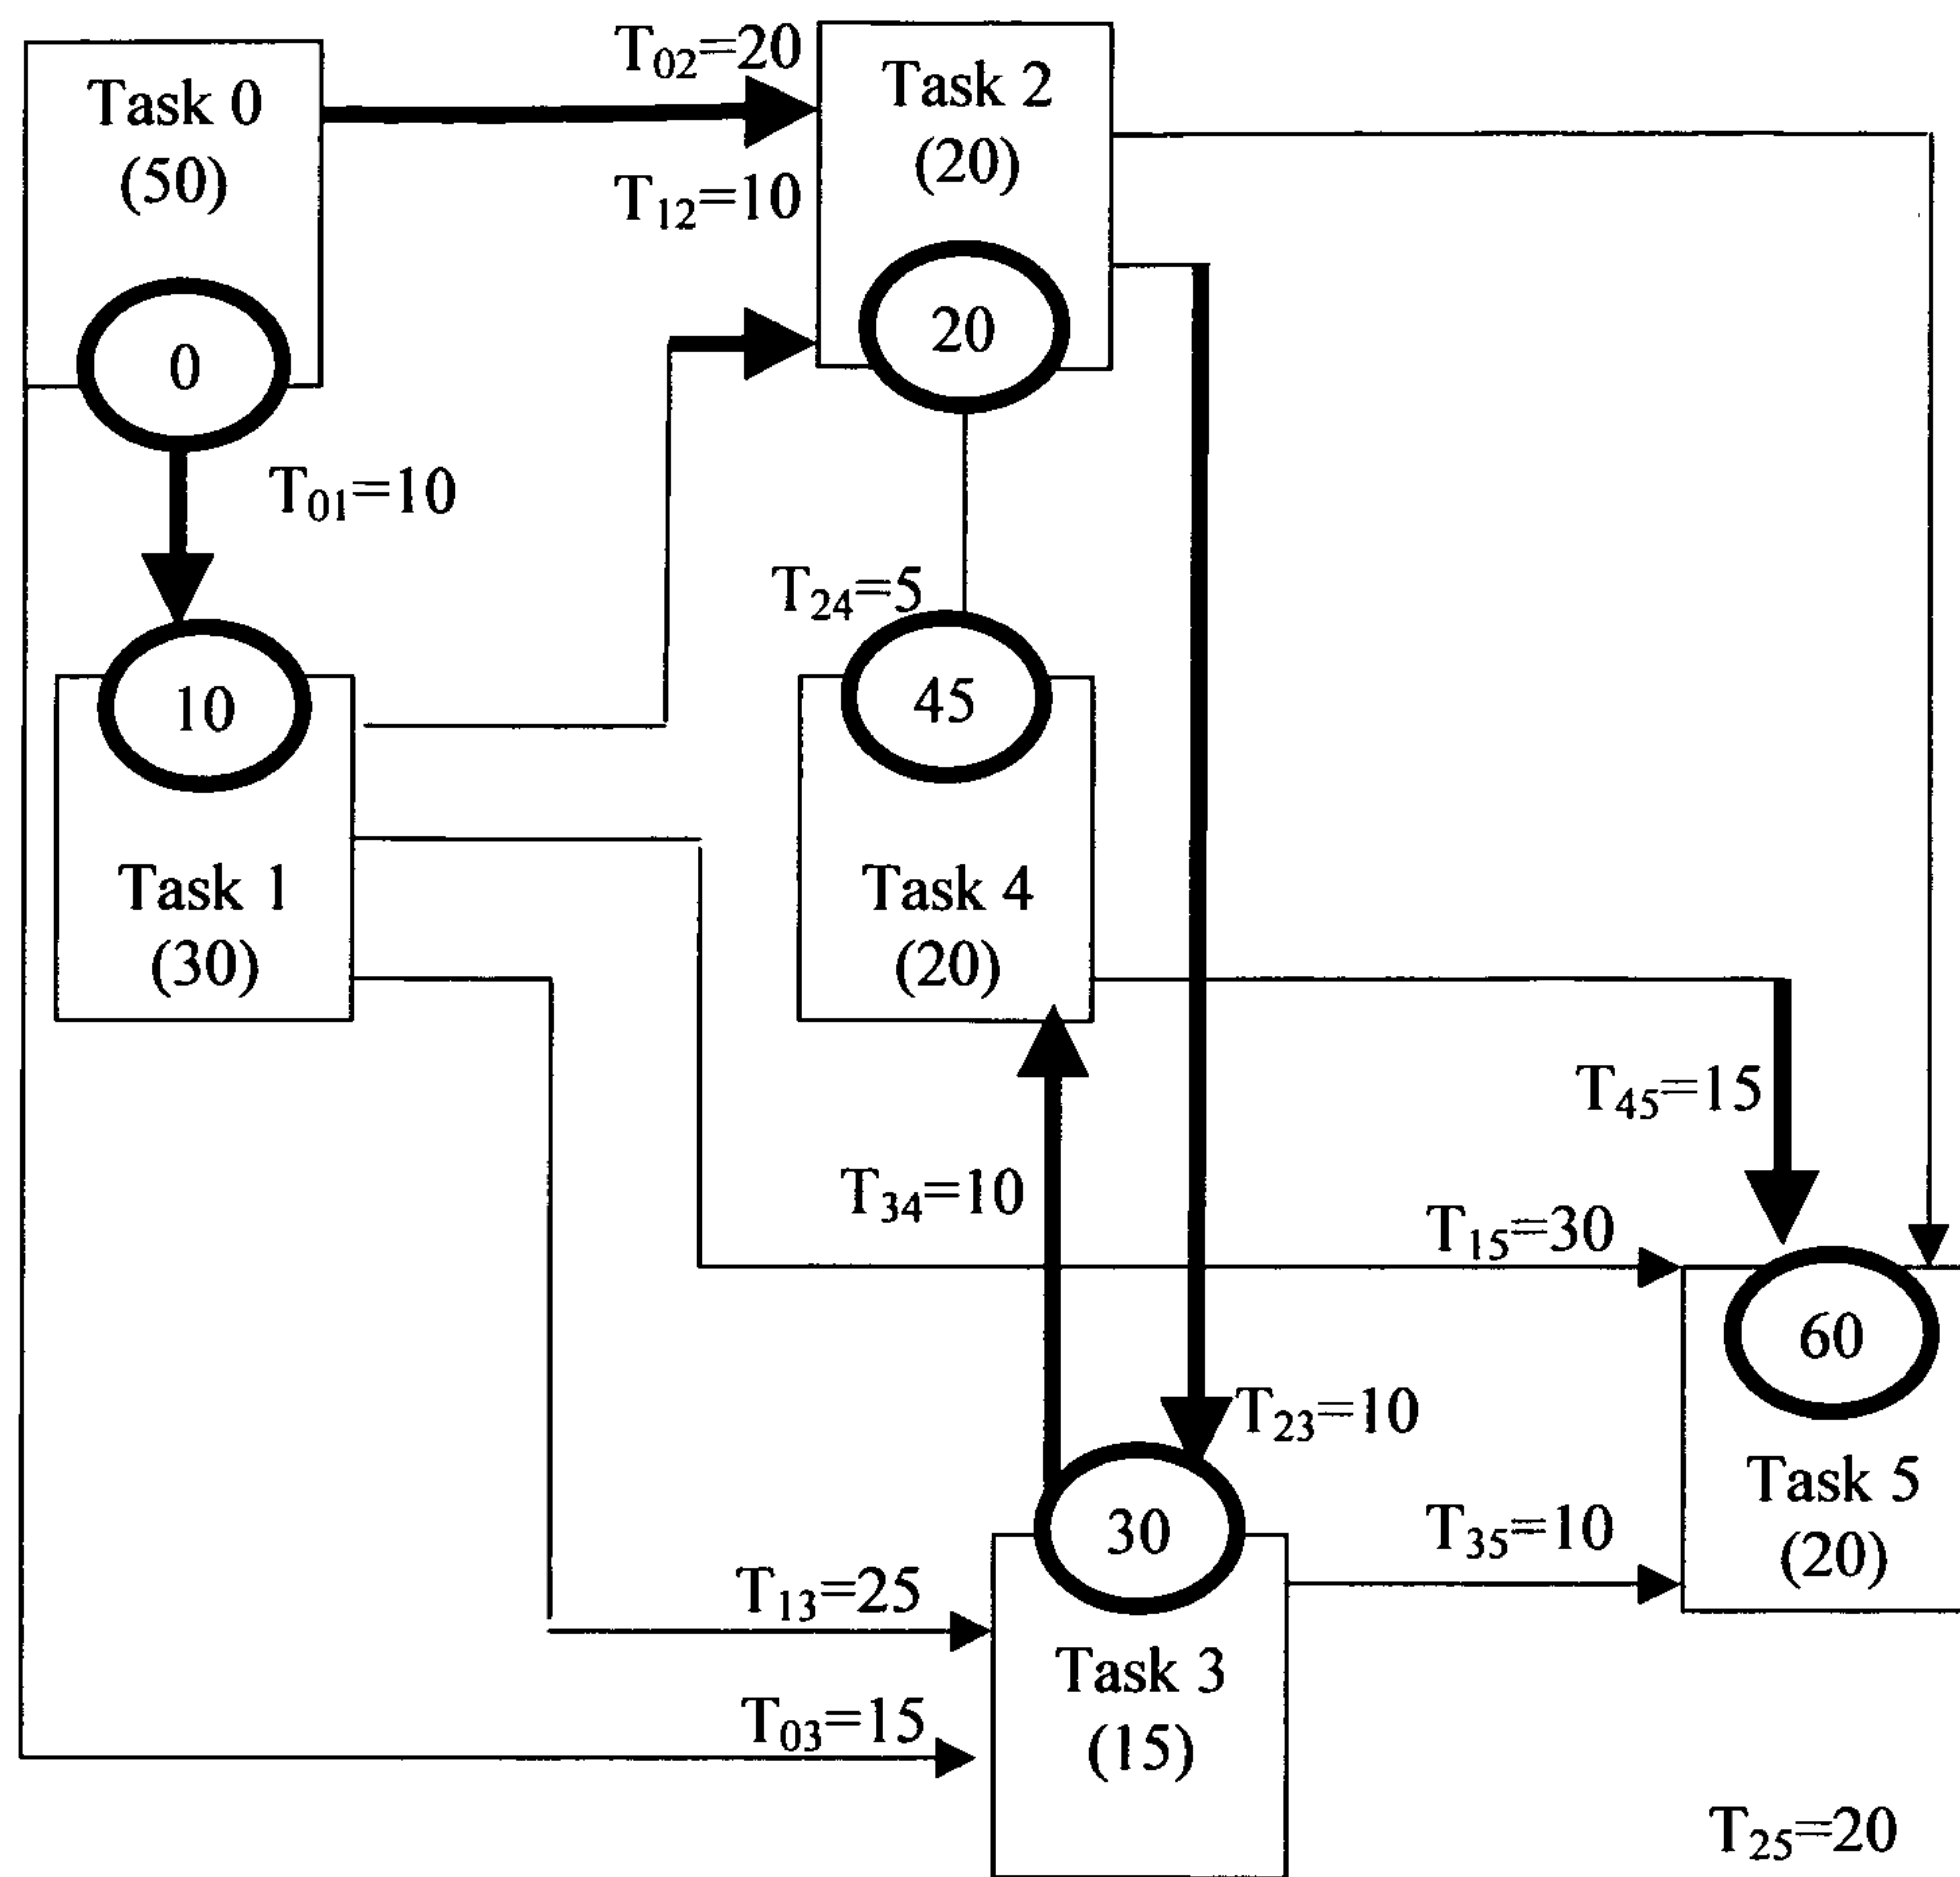 Task 0
(50)
0
T02=20
T12=10
Task 2
(20)
20
T01=10
T24=5
10
Task 1
(30)
45
Task 4
(20)
T45=15
T34=10
T15=30
60
Task 5
(20)
T23=10
30
T35=10
T13=25
Task 3
(15)
T03=15
T25=20